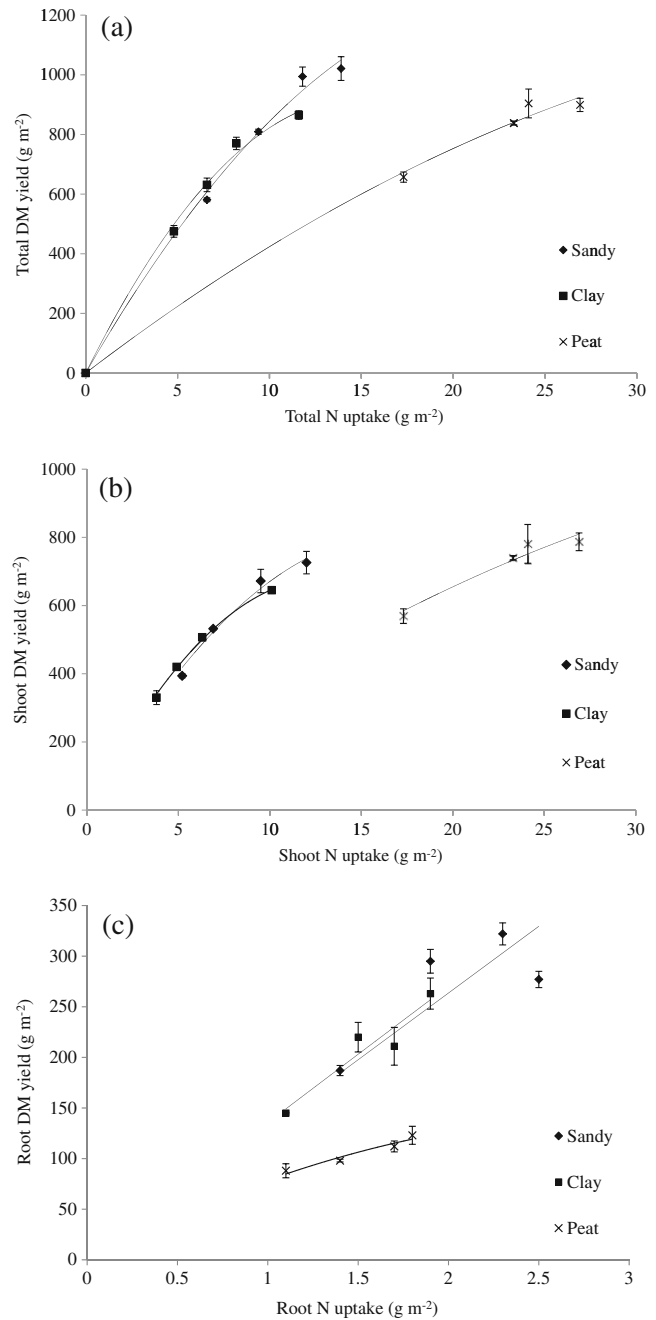 (a)
1200
1000
800
600
400
200
0
Total DM yield (g m-2)
0 5 10 15 20 25 30
Total N uptake (g m-2)
Sandy
Clay
Peat
(b)
1000
800
600
400
200
0
Shoot DM yield (g m-2)
0 5 10 15 20 25 30
Shoot N uptake (g m-2)
Sandy
Clay
Peat
(c)
350
300
250
200
150
100
50
0
Root DM yield (g m-2)
0 0.5 1 1.5 2 2.5 3
Root N uptake (g m-2)
Sandy
Clay
Peat